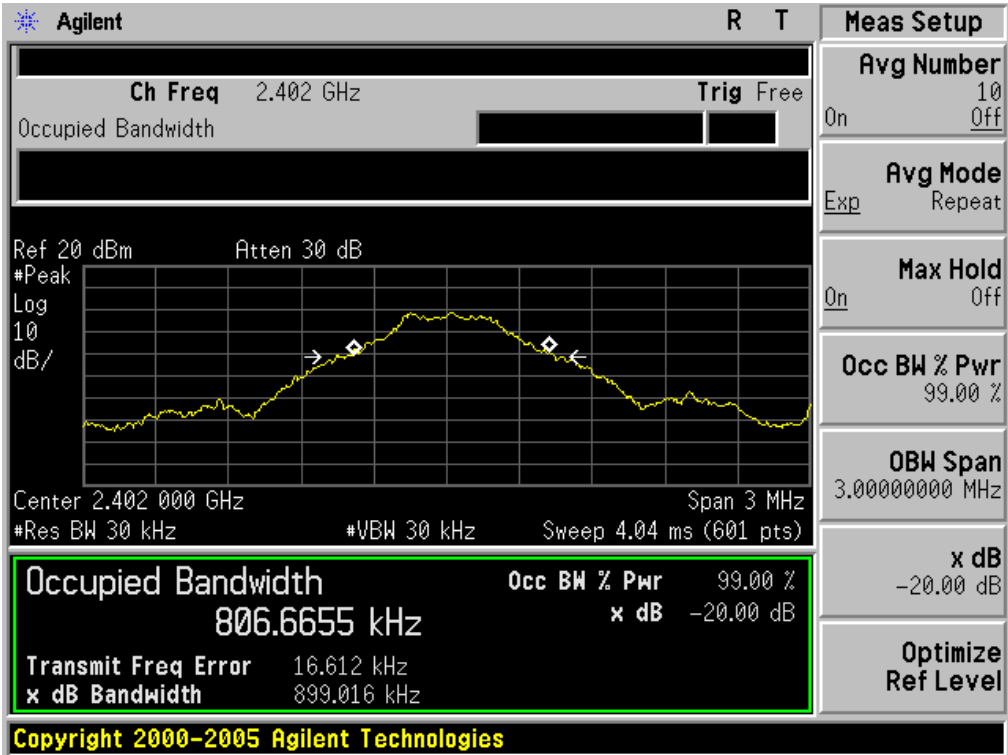 Agilent R T
Ch Freq 2.402 GHz Trig Free
Occupied Bandwidth
Ref 20 dBm Atten 30 dB
#Peak
Log
10
dB/
Center 2.402 000 GHz Span 3 MHz
#Res BW 30 kHz #VBW 30 kHz Sweep 4.04 ms (601 pts)
Occupied Bandwidth Occ BW % Pwr 99.00 %
806.6655 kHz x dB -20.00 dB
Transmit Freq Error 16.612 kHz
x dB Bandwidth 899.016 kHz
Copyright 2000-2005 Agilent Technologies
Meas Setup
Avg Number
10
On Off
Avg Mode
Exp Repeat
Max Hold
On Off
Occ BW % Pwr
99.00 %
OBW Span
3.00000000 MHz
x dB
-20.00 dB
Optimize
Ref Level